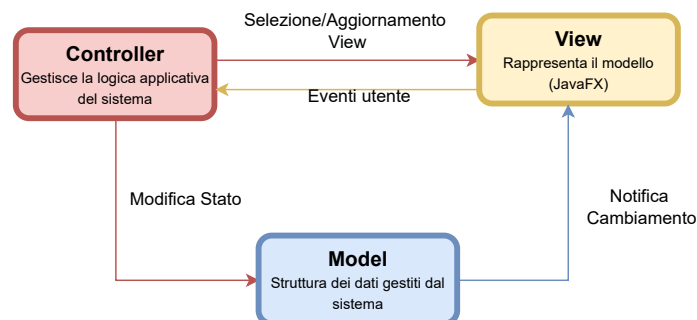 Selezione/Aggiornamento
View
Controller
Gestisce la logica applicativa
del sistema
View
Rappresenta il modello
(JavaFX)
Eventi utente
Modifica Stato
Notifica
Cambiamento
Model
Struttura dei dati gestiti dal
sistema